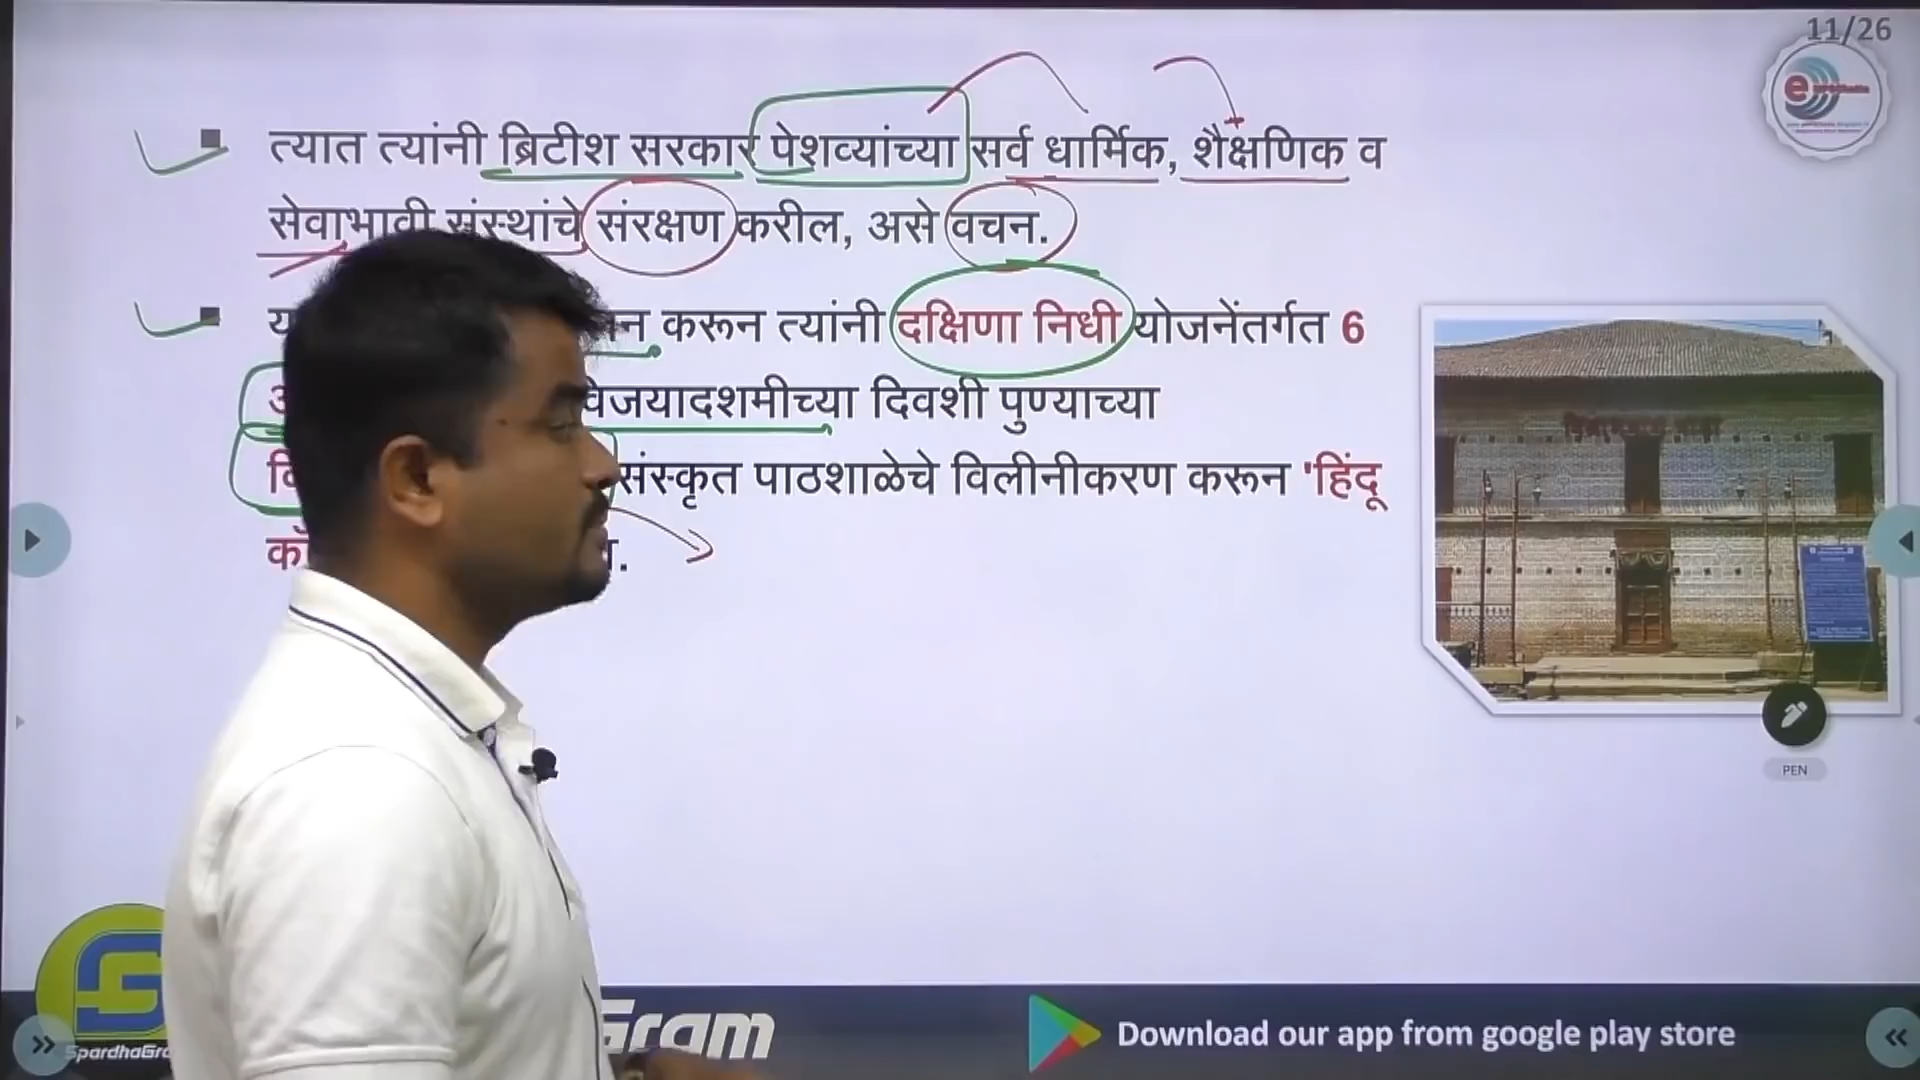 11/26
त्यात त्यांनी ब्रिटीश सरकार पेशव्यांच्या सर्व धार्मिक, शैक्षणिक व
सेवाभावी संस्थांचे संरक्षण करील, असे वचन.
करून त्यांनी दक्षिणा निधी योजनेंतर्गत 6
विजयादशमीच्या दिवशी पुण्याच्या
संस्कृत पाठशाळेचे विलीनीकरण करून 'हिंदू
PEN
Gram
Download our app from google play store